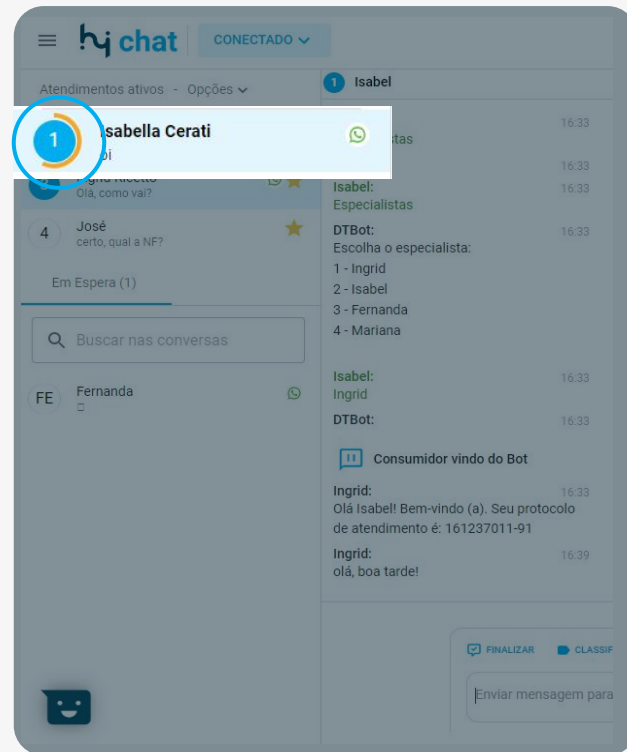 hj chat
CONECTADO
Atendimentos ativos - Opções
1 Isabel
1
Isabella Cerati
oi
16:33
16:33
Isabel:
16:33
Especialistas
Olá, como vai?
DTBot:
16:33
Escolha o especialista:
1 - Ingrid
2 - Isabel
3 - Fernanda
4 - Mariana
4
José
certo, qual a NF?
Em Espera (1)
Buscar nas conversas
FE
Fernanda
Isabel:
16:33
Ingrid
DTBot:
16:33
Consumidor vindo do Bot
Ingrid:
16:33
Olá Isabel! Bem-vindo (a). Seu protocolo
de atendimento é: 161237011-91
Ingrid:
16:39
olá, boa tarde!
FINALIZAR
CLASSIF
Enviar mensagem para